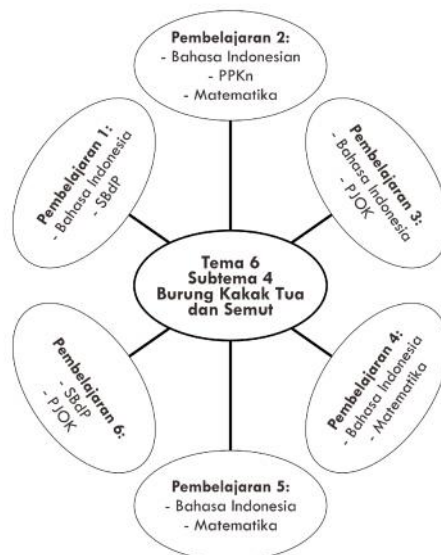 Pembelajaran 2:
- Bahasa Indonesian
- PPKn
- Matematika
Pembelajaran 1:
- Bahasa Indonesia
- SBdP
Pembelajaran 3:
- Bahasa Indonesia
- PJOK
Tema 6
Subtema 4
Burung Kakak Tua
dan Semut
Pembelajaran 6:
- SBdP
- PJOK
Pembelajaran 4:
- Bahasa Indonesia
- Matematika
Pembelajaran 5:
- Bahasa Indonesia
- Matematika